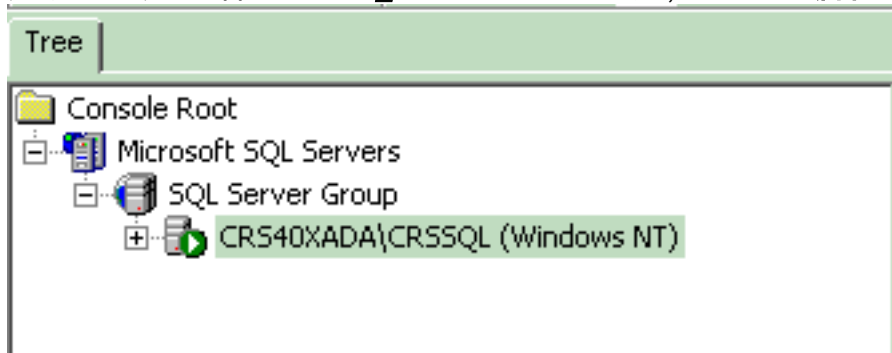 Tree
Console Root
Microsoft SQL Servers
SQL Server Group
CRS40XADA\CRSSQL (Windows NT)